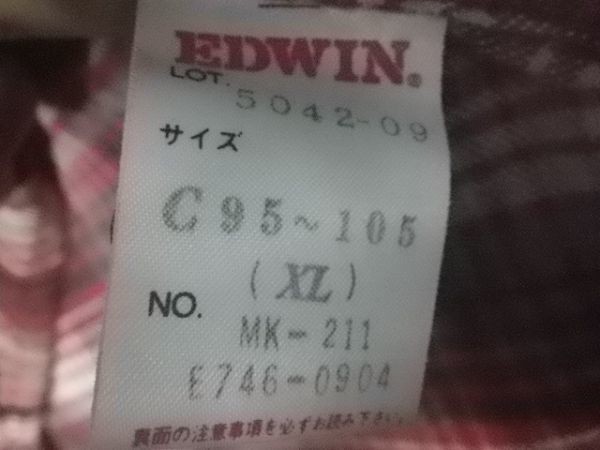 EDWIN®
LOT. 5042-09
サイズ
C 95～105
(XL)
NO. MK-211
E746-0904
裏面の注意事項を必ずお読み下さい。